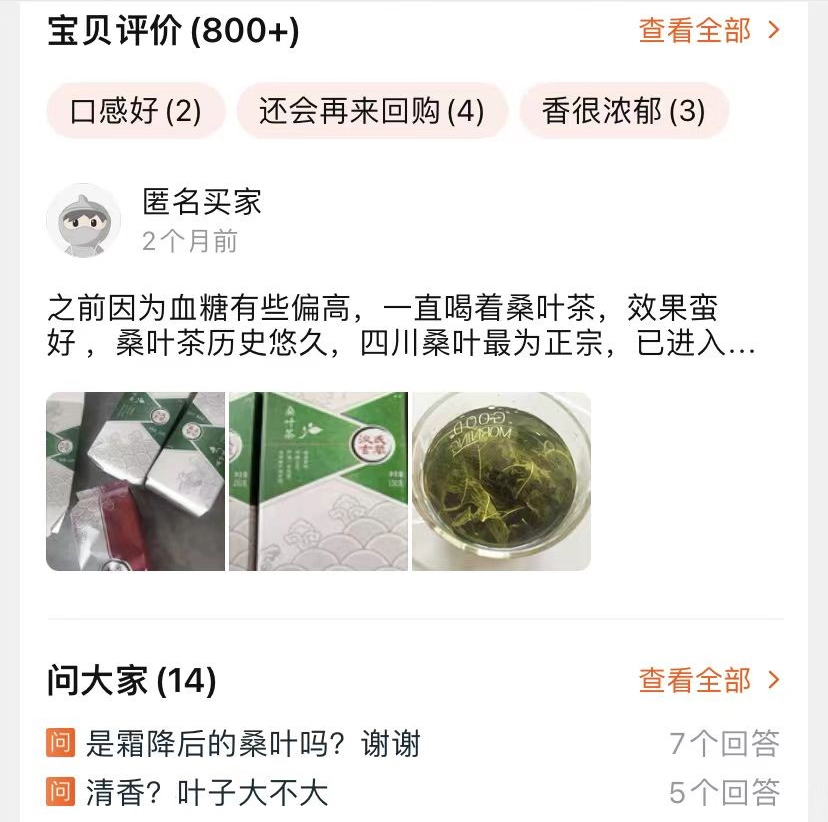 宝贝评价 (800+)
查看全部 >
口感好 (2)
还会再来回购 (4)
香很浓郁 (3)
匿名买家
2个月前
之前因为血糖有些偏高，一直喝着桑叶茶，效果蛮
好 ，桑叶茶历史悠久，四川桑叶最为正宗，已进入...
桑叶茶
GOOD
MORNING
问大家 (14)
查看全部 >
问 是霜降后的桑叶吗？谢谢
7个回答
问 清香？叶子大不大
5个回答